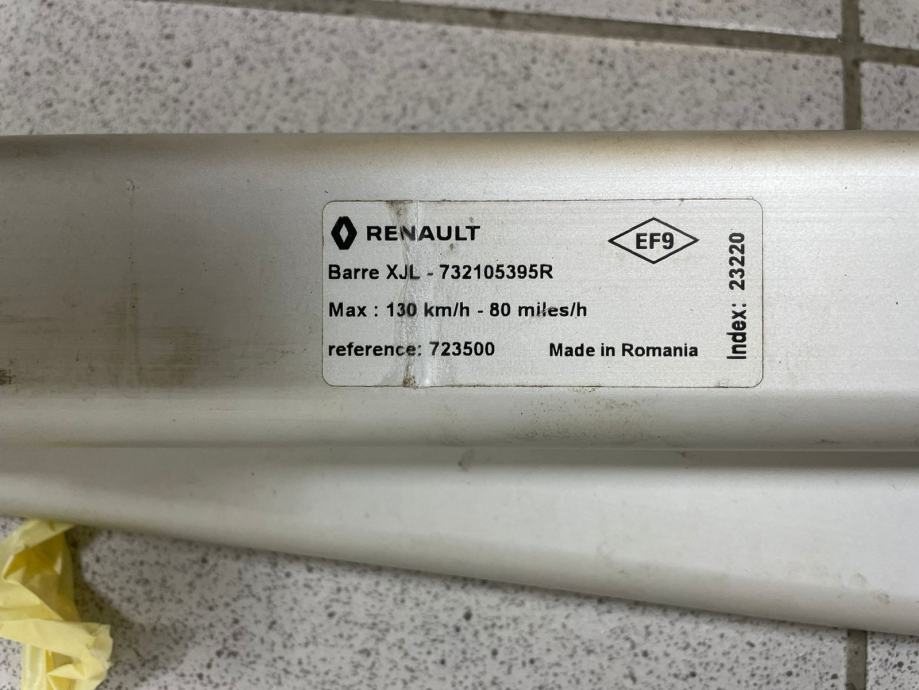 RENAULT
EF9
Barre XJL - 732105395R
Max : 130 km/h - 80 miles/h
reference: 723500
Made in Romania
Index: 23220